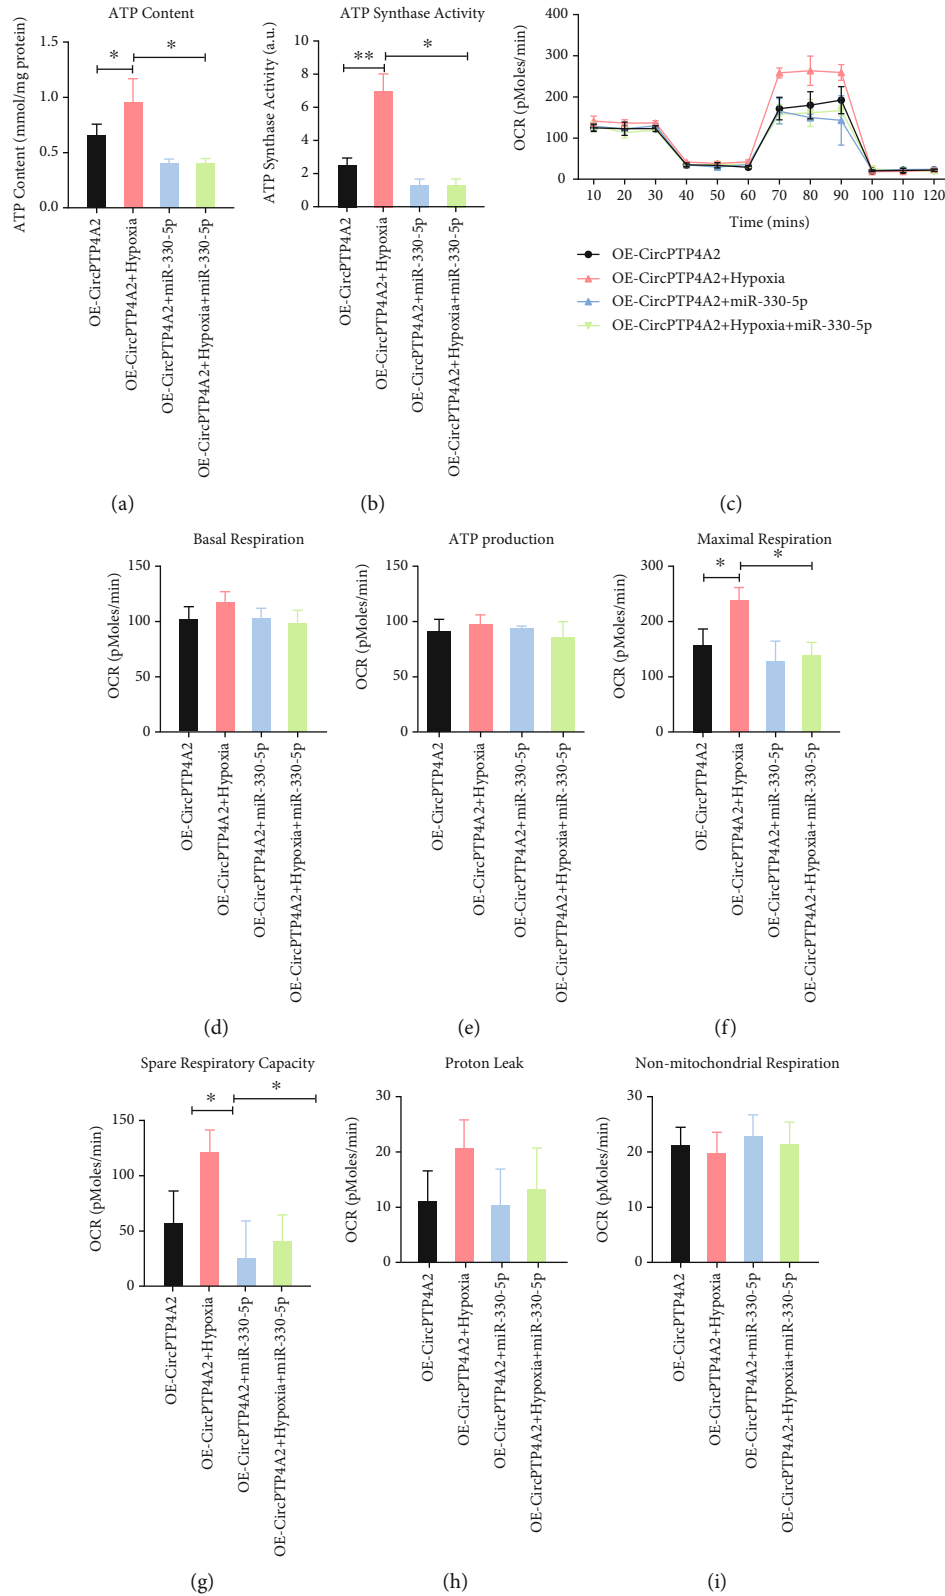 ATP Content
ATP Content (mmol/mg protein)
1.5
1.0
0.5
0.0
*
*
OE-CircPTP4A2
OE-CircPTP4A2+Hypoxia
OE-CircPTP4A2+miR-330-5p
OE-CircPTP4A2+Hypoxia+miR-330-5p
(a)
ATP Synthase Activity
ATP Synthase Activity (a.u.)
10
8
6
4
2
0
**
*
OE-CircPTP4A2
OE-CircPTP4A2+Hypoxia
OE-CircPTP4A2+miR-330-5p
OE-CircPTP4A2+Hypoxia+miR-330-5p
(b)
OCR (pMoles/min)
400
300
200
100
0
10 20 30 40 50 60 70 80 90 100 110 120
Time (mins)
OE-CircPTP4A2
OE-CircPTP4A2+Hypoxia
OE-CircPTP4A2+miR-330-5p
OE-CircPTP4A2+Hypoxia+miR-330-5p
(c)
Basal Respiration
OCR (pMoles/min)
150
100
50
0
OE-CircPTP4A2
OE-CircPTP4A2+Hypoxia
OE-CircPTP4A2+miR-330-5p
OE-CircPTP4A2+Hypoxia+miR-330-5p
(d)
ATP production
OCR (pMoles/min)
150
100
50
0
OE-CircPTP4A2
OE-CircPTP4A2+Hypoxia
OE-CircPTP4A2+miR-330-5p
OE-CircPTP4A2+Hypoxia+miR-330-5p
(e)
Maximal Respiration
OCR (pMoles/min)
300
200
100
0
*
*
OE-CircPTP4A2
OE-CircPTP4A2+Hypoxia
OE-CircPTP4A2+miR-330-5p
OE-CircPTP4A2+Hypoxia+miR-330-5p
(f)
Spare Respiratory Capacity
OCR (pMoles/min)
150
100
50
0
*
*
OE-CircPTP4A2
OE-CircPTP4A2+Hypoxia
OE-CircPTP4A2+miR-330-5p
OE-CircPTP4A2+Hypoxia+miR-330-5p
(g)
Proton Leak
OCR (pMoles/min)
30
20
10
0
OE-CircPTP4A2
OE-CircPTP4A2+Hypoxia
OE-CircPTP4A2+miR-330-5p
OE-CircPTP4A2+Hypoxia+miR-330-5p
(h)
Non-mitochondrial Respiration
OCR (pMoles/min)
30
20
10
0
OE-CircPTP4A2
OE-CircPTP4A2+Hypoxia
OE-CircPTP4A2+miR-330-5p
OE-CircPTP4A2+Hypoxia+miR-330-5p
(i)